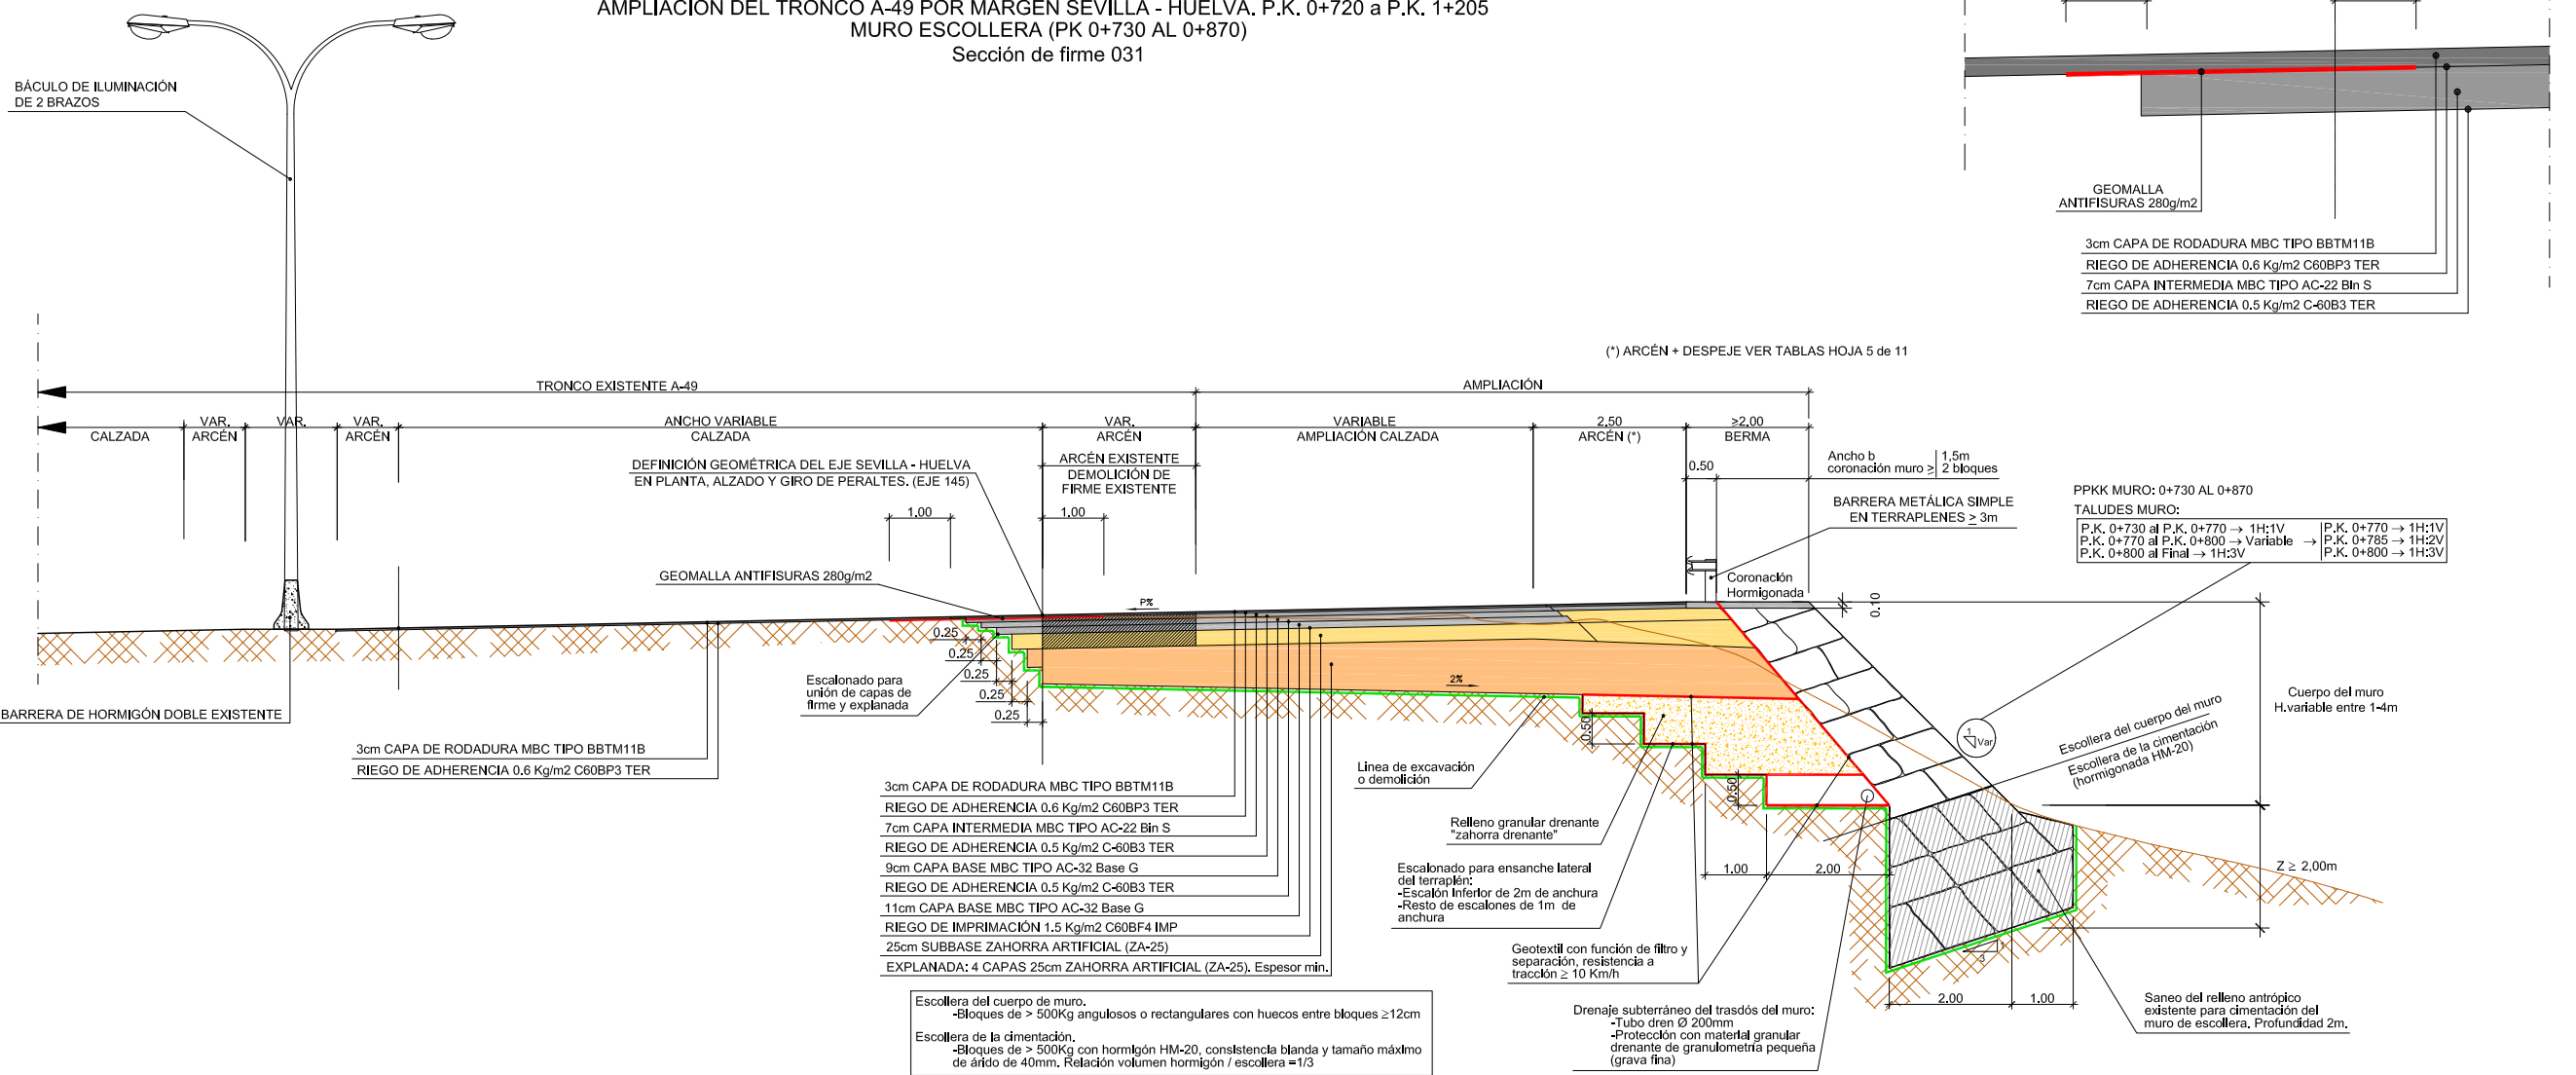 AMPLIACIÓN DEL TRONCO A-49 POR MARGEN SEVILLA - HUELVA. P.K. 0+720 a P.K. 1+205
MURO ESCOLLERA (PK 0+730 AL 0+870)
Sección de firme 031
BÁCULO DE ILUMINACIÓN
DE 2 BRAZOS
GEOMALLA
ANTIFISURAS 280g/m2
3cm CAPA DE RODADURA MBC TIPO BBTM11B
RIEGO DE ADHERENCIA 0.6 Kg/m2 C60BP3 TER
7cm CAPA INTERMEDIA MBC TIPO AC-22 Bin S
RIEGO DE ADHERENCIA 0.5 Kg/m2 C-60B3 TER
(*) ARCÉN + DESPEJE VER TABLAS HOJA 5 de 11
TRONCO EXISTENTE A-49
AMPLIACIÓN
CALZADA
VAR.
ARCÉN
VAR.
VAR.
ARCÉN
ANCHO VARIABLE
CALZADA
VAR.
ARCÉN
VARIABLE
AMPLIACIÓN CALZADA
2,50
ARCÉN (*)
≥2,00
BERMA
ARCÉN EXISTENTE
DEMOLICIÓN DE
FIRME EXISTENTE
DEFINICIÓN GEOMÉTRICA DEL EJE SEVILLA - HUELVA
EN PLANTA, ALZADO Y GIRO DE PERALTES. (EJE 145)
0.50
Ancho b
coronación muro ≥
1,5m
2 bloques
BARRERA METÁLICA SIMPLE
EN TERRAPLENES ≥ 3m
PPKK MURO: 0+730 AL 0+870
TALUDES MURO:
P.K. 0+730 al P.K. 0+770 → 1H:1V
P.K. 0+770 al P.K. 0+800 → Variable →
P.K. 0+800 al Final → 1H:3V
P.K. 0+770 → 1H:1V
P.K. 0+785 → 1H:2V
P.K. 0+800 → 1H:3V
1.00
1.00
GEOMALLA ANTIFISURAS 280g/m2
P%
Coronación
Hormigonada
0.10
0.25
0.25
0.25
0.25
0.25
2%
Escalonado para
unión de capas de
firme y explanada
BARRERA DE HORMIGÓN DOBLE EXISTENTE
3cm CAPA DE RODADURA MBC TIPO BBTM11B
RIEGO DE ADHERENCIA 0.6 Kg/m2 C60BP3 TER
0.50
0.50
Linea de excavación
o demolición
1
Var
Escollera del cuerpo del muro
Escollera de la cimentación
(hormigonada HM-20)
Cuerpo del muro
H.variable entre 1-4m
3cm CAPA DE RODADURA MBC TIPO BBTM11B
RIEGO DE ADHERENCIA 0.6 Kg/m2 C60BP3 TER
7cm CAPA INTERMEDIA MBC TIPO AC-22 Bin S
RIEGO DE ADHERENCIA 0.5 Kg/m2 C-60B3 TER
9cm CAPA BASE MBC TIPO AC-32 Base G
RIEGO DE ADHERENCIA 0.5 Kg/m2 C-60B3 TER
11cm CAPA BASE MBC TIPO AC-32 Base G
RIEGO DE IMPRIMACIÓN 1.5 Kg/m2 C60BF4 IMP
25cm SUBBASE ZAHORRA ARTIFICIAL (ZA-25)
EXPLANADA: 4 CAPAS 25cm ZAHORRA ARTIFICIAL (ZA-25). Espesor min.
Relleno granular drenante
"zahorra drenante"
Escalonado para ensanche lateral
del terraplén:
-Escalón Inferior de 2m de anchura
-Resto de escalones de 1m de
anchura
1.00
2.00
Z ≥ 2,00m
Geotextil con función de filtro y
separación, resistencia a
tracción ≥ 10 Km/h
1
3
2.00
1.00
Drenaje subterráneo del trasdós del muro:
-Tubo dren Ø 200mm
-Protección con material granular
drenante de granulometría pequeña
(grava fina)
Saneo del relleno antrópico
existente para cimentación del
muro de escollera. Profundidad 2m.
Escollera del cuerpo de muro.
-Bloques de > 500Kg angulosos o rectangulares con huecos entre bloques ≥12cm
Escollera de la cimentación.
-Bloques de > 500Kg con hormigón HM-20, consistencia blanda y tamaño máximo
de árido de 40mm. Relación volumen hormigón / escollera =1/3